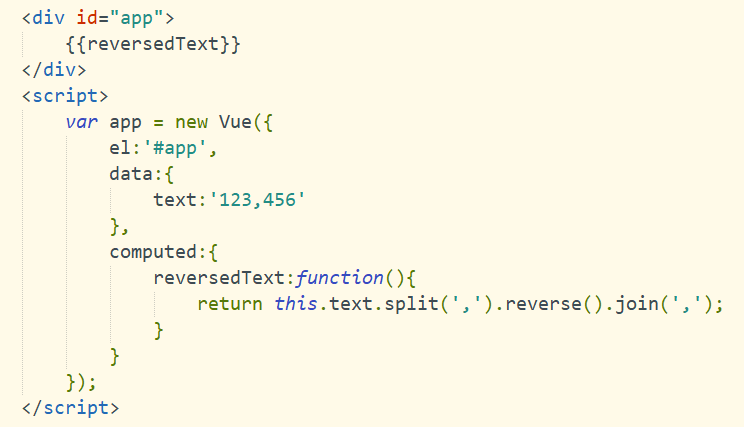 <div id="app">
    {{reversedText}}
</div>
<script>
    var app = new Vue({
        el:'#app',
        data:{
            text:'123,456'
        },
        computed:{
            reversedText:function(){
                return this.text.split(',').reverse().join(',');
            }
        }
    });
</script>